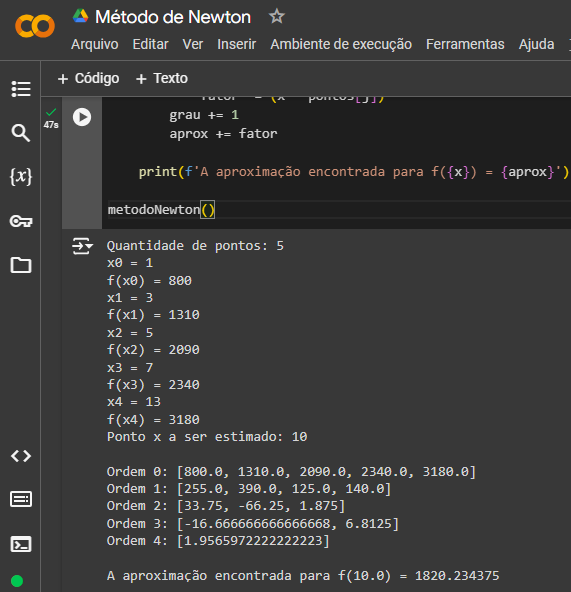 Método de Newton
Arquivo Editar Ver Inserir Ambiente de execução Ferramentas Ajuda
+ Código + Texto
47s
grau += 1
aprox += fator
print(f'A aproximação encontrada para f({x}) = {aprox}')
metodoNewton()
Quantidade de pontos: 5
x0 = 1
f(x0) = 800
x1 = 3
f(x1) = 1310
x2 = 5
f(x2) = 2090
x3 = 7
f(x3) = 2340
x4 = 13
f(x4) = 3180
Ponto x a ser estimado: 10
Ordem 0: [800.0, 1310.0, 2090.0, 2340.0, 3180.0]
Ordem 1: [255.0, 390.0, 125.0, 140.0]
Ordem 2: [33.75, -66.25, 1.875]
Ordem 3: [-16.666666666666668, 6.8125]
Ordem 4: [1.9565972222222223]
A aproximação encontrada para f(10.0) = 1820.234375